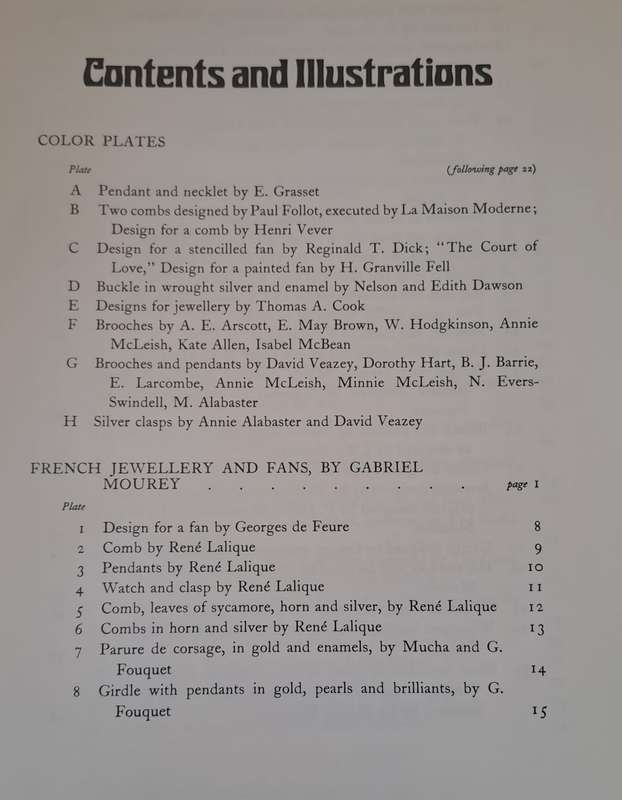 Contents and Illustrations
COLOR PLATES
Plate (following page 22)
A Pendant and necklet by E. Grasset
B Two combs designed by Paul Follot, executed by La Maison Moderne;
Design for a comb by Henri Vever
C Design for a stencilled fan by Reginald T. Dick; "The Court of
Love," Design for a painted fan by H. Granville Fell
D Buckle in wrought silver and enamel by Nelson and Edith Dawson
E Designs for jewellery by Thomas A. Cook
F Brooches by A. E. Arscott, E. May Brown, W. Hodgkinson, Annie
McLeish, Kate Allen, Isabel McBean
G Brooches and pendants by David Veazey, Dorothy Hart, B. J. Barrie,
E. Larcombe, Annie McLeish, Minnie McLeish, N. Evers-
Swindell, M. Alabaster
H Silver clasps by Annie Alabaster and David Veazey
FRENCH JEWELLERY AND FANS, BY GABRIEL
MOUREY . . . . . . . . . page 1
Plate
1 Design for a fan by Georges de Feure 8
2 Comb by René Lalique 9
3 Pendants by René Lalique 10
4 Watch and clasp by René Lalique 11
5 Comb, leaves of sycamore, horn and silver, by René Lalique 12
6 Combs in horn and silver by René Lalique 13
7 Parure de corsage, in gold and enamels, by Mucha and G.
Fouquet 14
8 Girdle with pendants in gold, pearls and brilliants, by G.
Fouquet 15